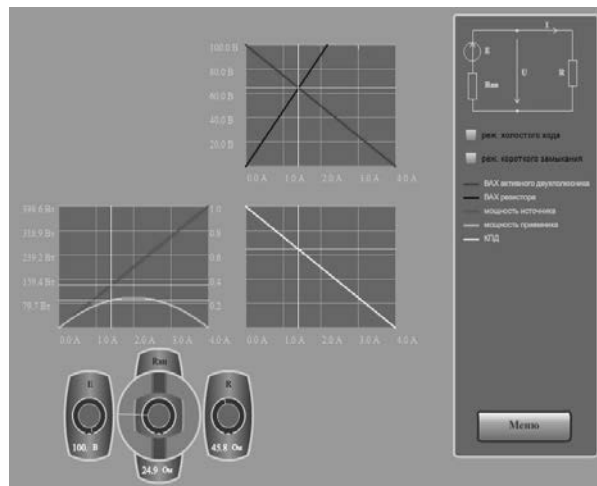 100.0 В
80.0 В
60.0 В
40.0 В
20.0 В
0.0 А 1.0 А 2.0 А 3.0 А 4.0 А
I
E
U
R
Rвн
реж. холостого хода
реж. короткого замыкания
ВАХ активного двухполюсника
ВАХ резистора
мощность источника
мощность приемника
КПД
398.6 Вт
318.9 Вт
239.2 Вт
159.4 Вт
79.7 Вт
1.0
0.8
0.6
0.4
0.2
0.0 А 1.0 А 2.0 А 3.0 А 4.0 А
0.0 А 1.0 А 2.0 А 3.0 А 4.0 А
E
Rвн
R
100. В
24.9 Ом
45.8 Ом
Меню